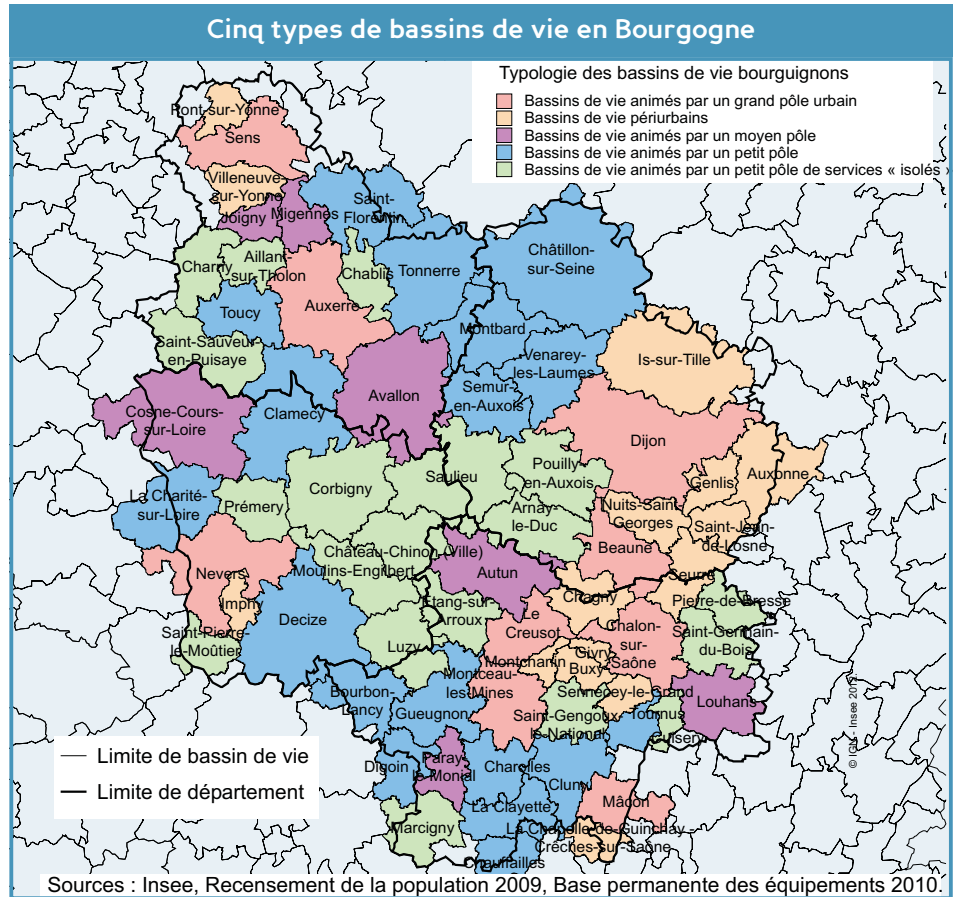 Cinq types de bassins de vie en Bourgogne
Typologie des bassins de vie bourguignons
Bassins de vie animés par un grand pôle urbain
Bassins de vie périurbains
Bassins de vie animés par un moyen pôle
Bassins de vie animés par un petit pôle
Bassins de vie animés par un petit pôle de services « isolés »
Pont-sur-Yonne
Sens
Villeneuve-
sur-Yonne
Joigny
Migennes
Saint-
Florentin
Charny
Aillant-
sur-Tholon
Chablis
Tonnerre
Châtillon-
sur-Seine
Toucy
Auxerre
Montbard
Saint-Sauveur-
en-Puisaye
Venarey-
les-Laumes
Is-sur-Tille
Avallon
Semur-
en-Auxois
Cosne-Cours-
sur-Loire
Clamecy
Dijon
Saulieu
Pouilly-
en-Auxois
Genlis
Auxonne
Corbigny
La Charité-
sur-Loire
Prémery
Arnay-
le-Duc
Nuits-Saint-
Georges
Saint-Jean-
de-Losne
Beaune
Château-Chinon (Ville)
Moulins-Engilbert
Autun
Nevers
Imphy
Seurre
Chagny
Pierre-de-Bresse
Etang-sur-
Arroux
Decize
Le
Creusot
Chalon-
sur-
Saône
Saint-Pierre-
le-Moûtier
Luzy
Saint-Germain-
du-Bois
Givry
Buxy
Montchanin
Montceau-
les-Mines
Sennecey-le-Grand
Bourbon-
Lancy
Gueugnon
Saint-Gengoux-
le-National
Tournus
Louhans
Cuisery
Digoin
Paray-
le-Monial
Charolles
Cluny
La Clayette
Mâcon
Marcigny
La Chapelle-de-Guinchay -
Crêches-sur-Saône
Chauffailles
© IGN - Insee 2012
Limite de bassin de vie
Limite de département
Sources : Insee, Recensement de la population 2009, Base permanente des équipements 2010.